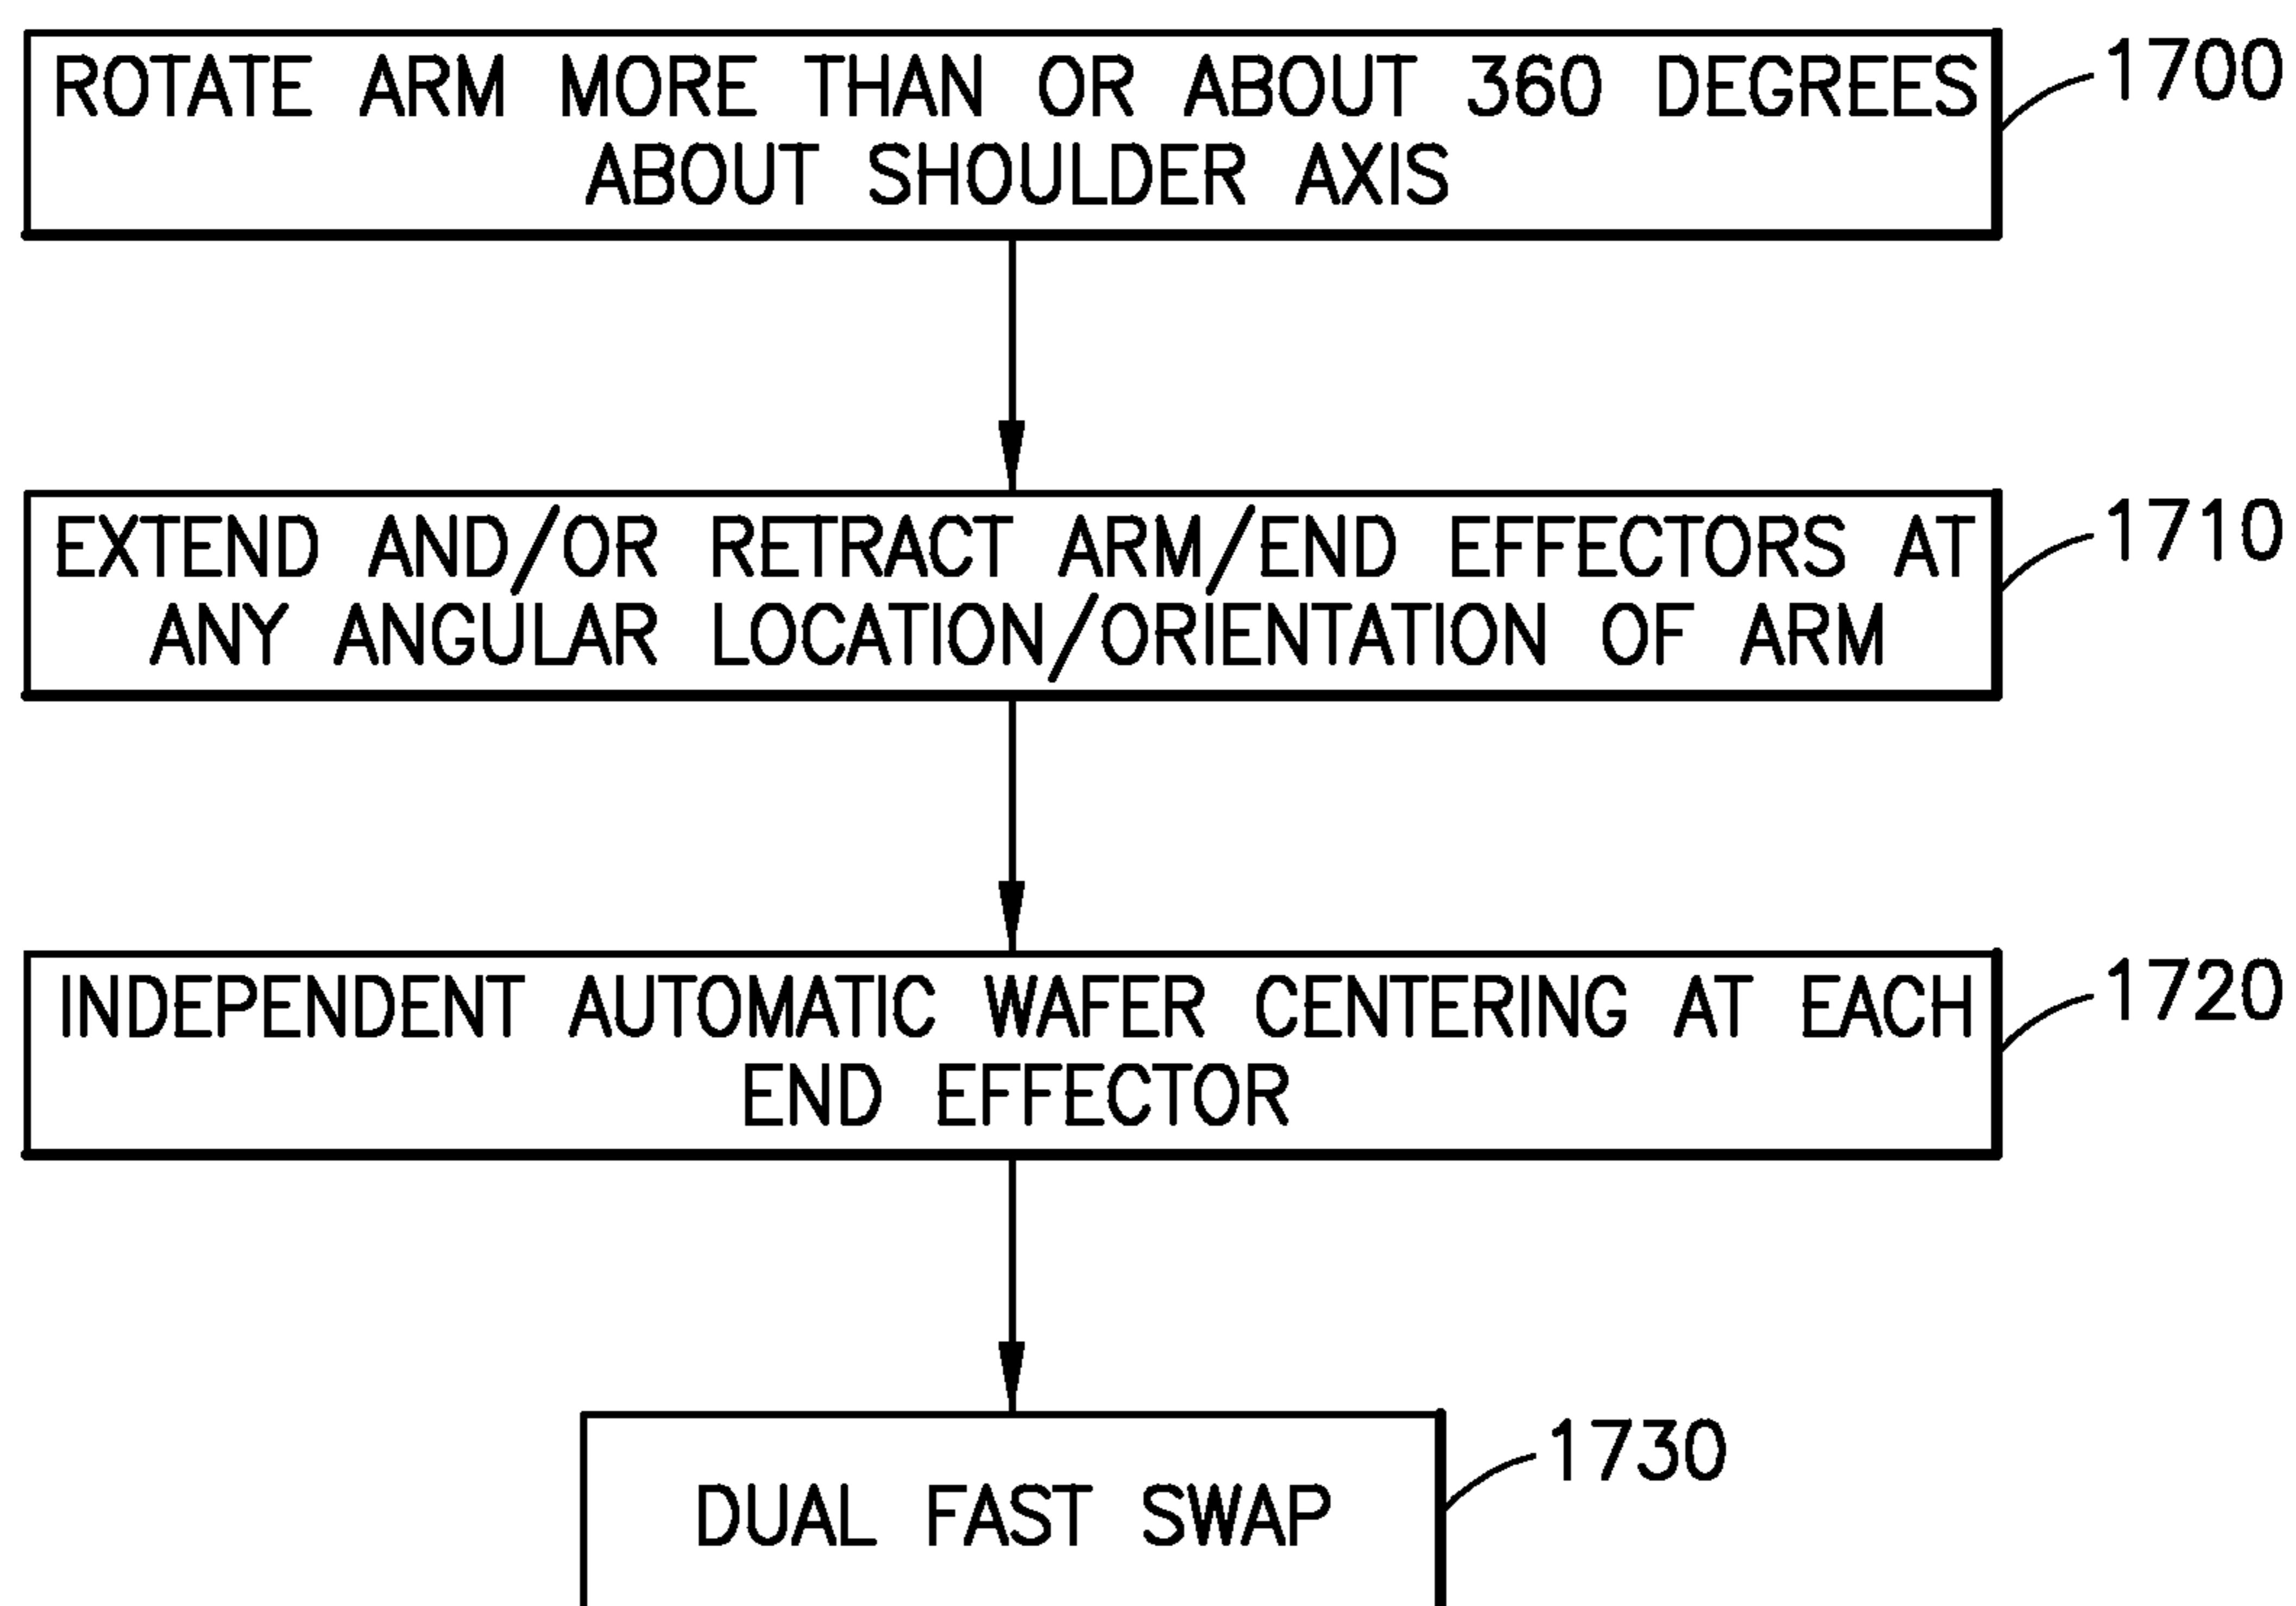 ROTATE ARM MORE THAN OR ABOUT 360 DEGREES
ABOUT SHOULDER AXIS
1700
EXTEND AND/OR RETRACT ARM/END EFFECTORS AT
ANY ANGULAR LOCATION/ORIENTATION OF ARM
1710
INDEPENDENT AUTOMATIC WAFER CENTERING AT EACH
END EFFECTOR
1720
DUAL FAST SWAP
1730